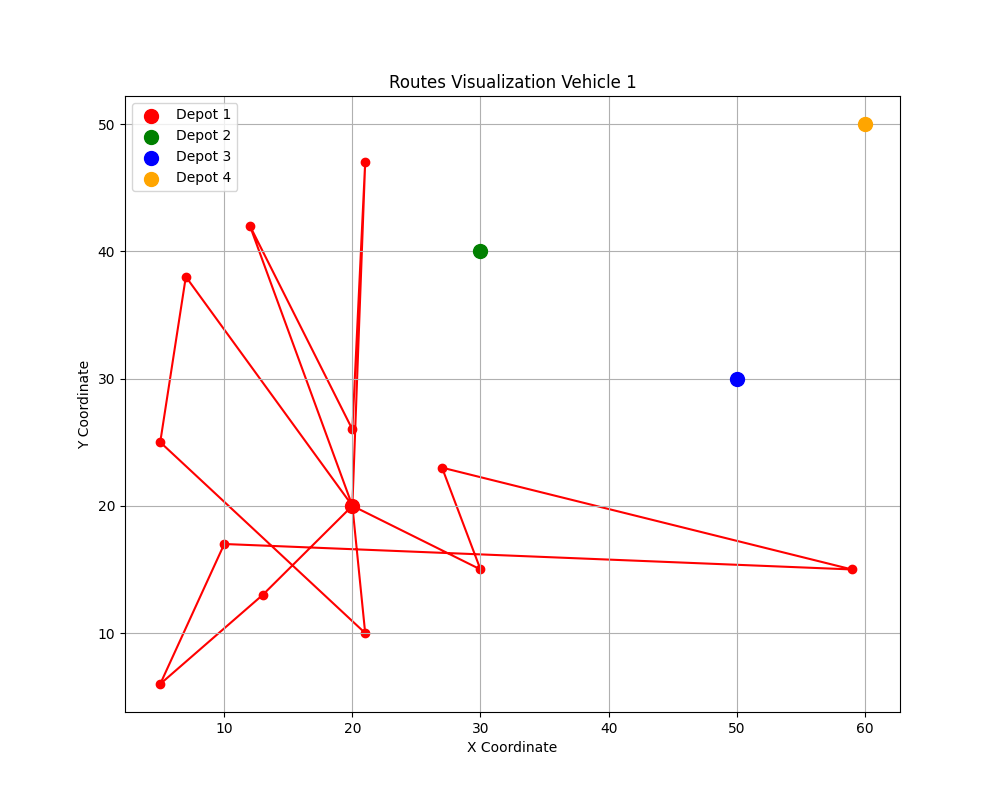 Routes Visualization Vehicle 1
Depot 1
Depot 2
Depot 3
Depot 4
50
40
30
20
10
Y Coordinate
10 20 30 40 50 60
X Coordinate